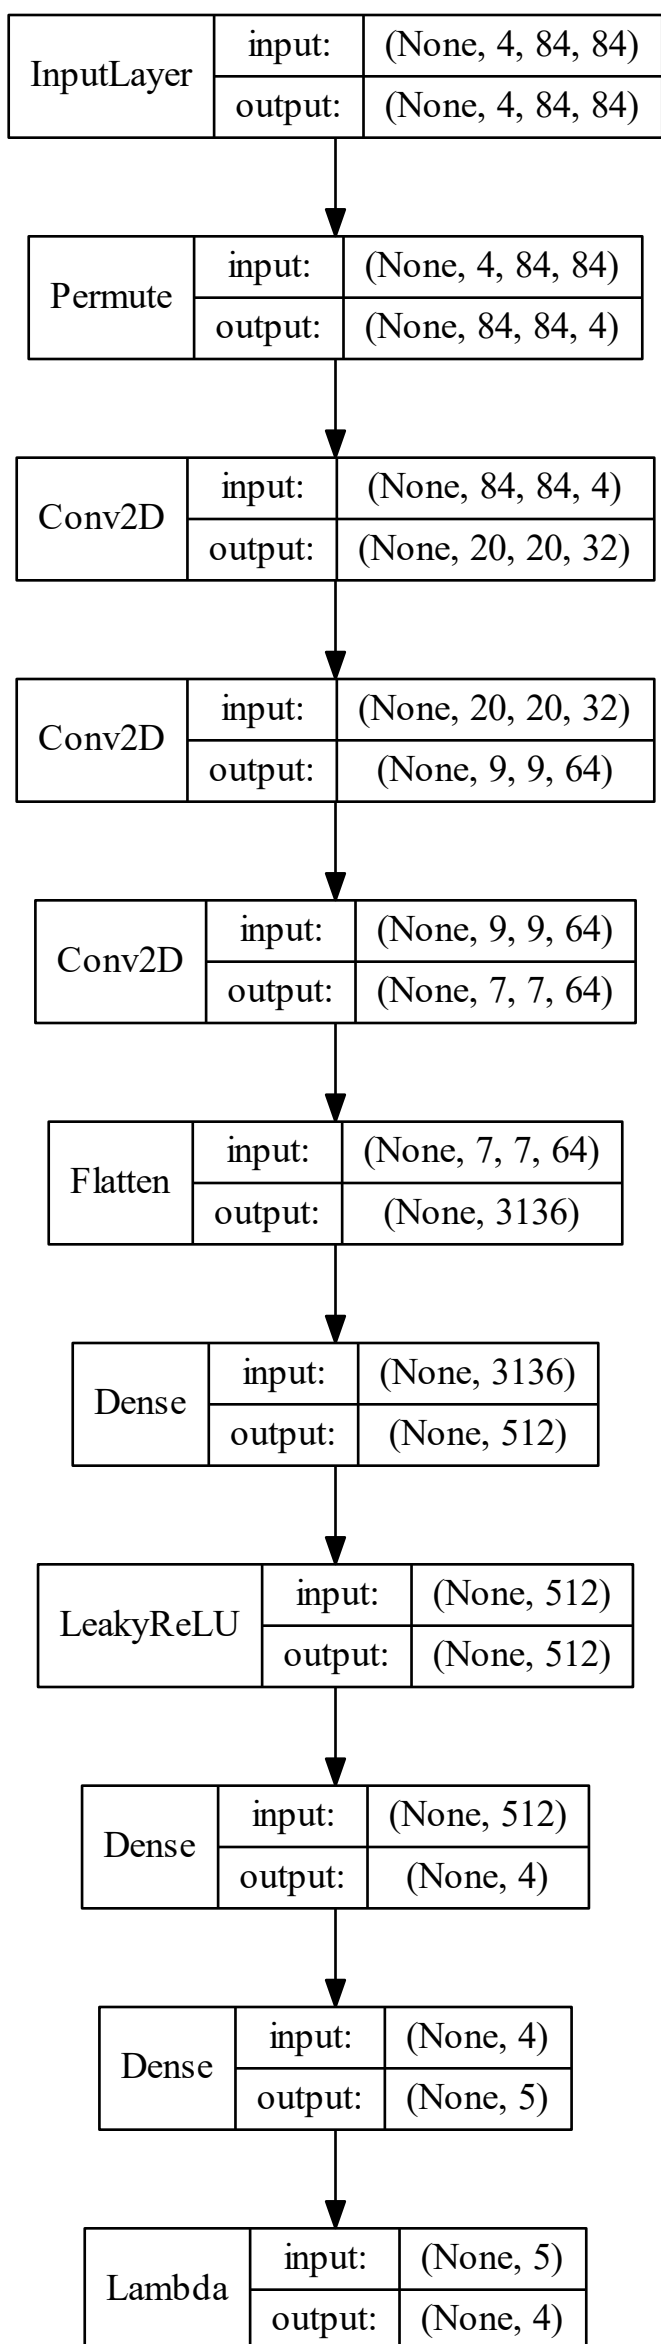 InputLayer
input: (None, 4, 84, 84)
output: (None, 4, 84, 84)
Permute
input: (None, 4, 84, 84)
output: (None, 84, 84, 4)
Conv2D
input: (None, 84, 84, 4)
output: (None, 20, 20, 32)
Conv2D
input: (None, 20, 20, 32)
output: (None, 9, 9, 64)
Conv2D
input: (None, 9, 9, 64)
output: (None, 7, 7, 64)
Flatten
input: (None, 7, 7, 64)
output: (None, 3136)
Dense
input: (None, 3136)
output: (None, 512)
LeakyReLU
input: (None, 512)
output: (None, 512)
Dense
input: (None, 512)
output: (None, 4)
Dense
input: (None, 4)
output: (None, 5)
Lambda
input: (None, 5)
output: (None, 4)